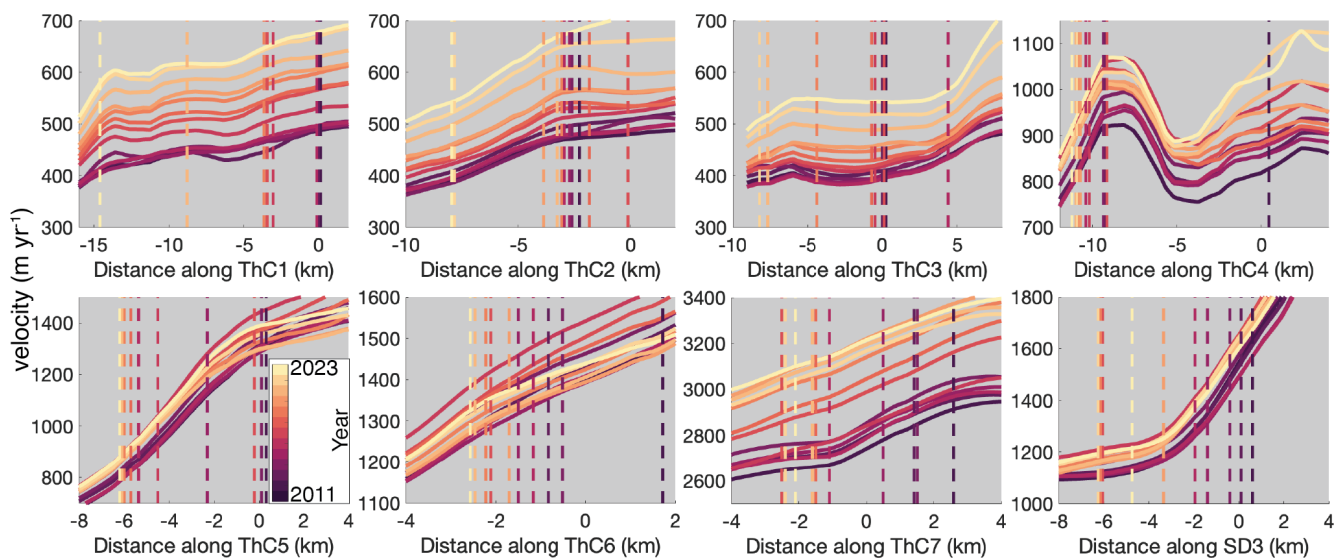 velocity (m yr⁻¹)
700
600
500
400
300
-15 -10 -5 0
Distance along ThC1 (km)
700
600
500
400
300
-10 -5 0
Distance along ThC2 (km)
700
600
500
400
300
-10 -5 0 5
Distance along ThC3 (km)
1100
1000
900
800
700
-10 -5 0
Distance along ThC4 (km)
1400
1200
1000
800
-8 -6 -4 -2 0 2 4
Distance along ThC5 (km)
2023
Year
2011
1600
1500
1400
1300
1200
1100
-4 -2 0 2
Distance along ThC6 (km)
3400
3200
3000
2800
2600
-4 -2 0 2 4
Distance along ThC7 (km)
1800
1600
1400
1200
1000
-8 -6 -4 -2 0 2 4
Distance along SD3 (km)